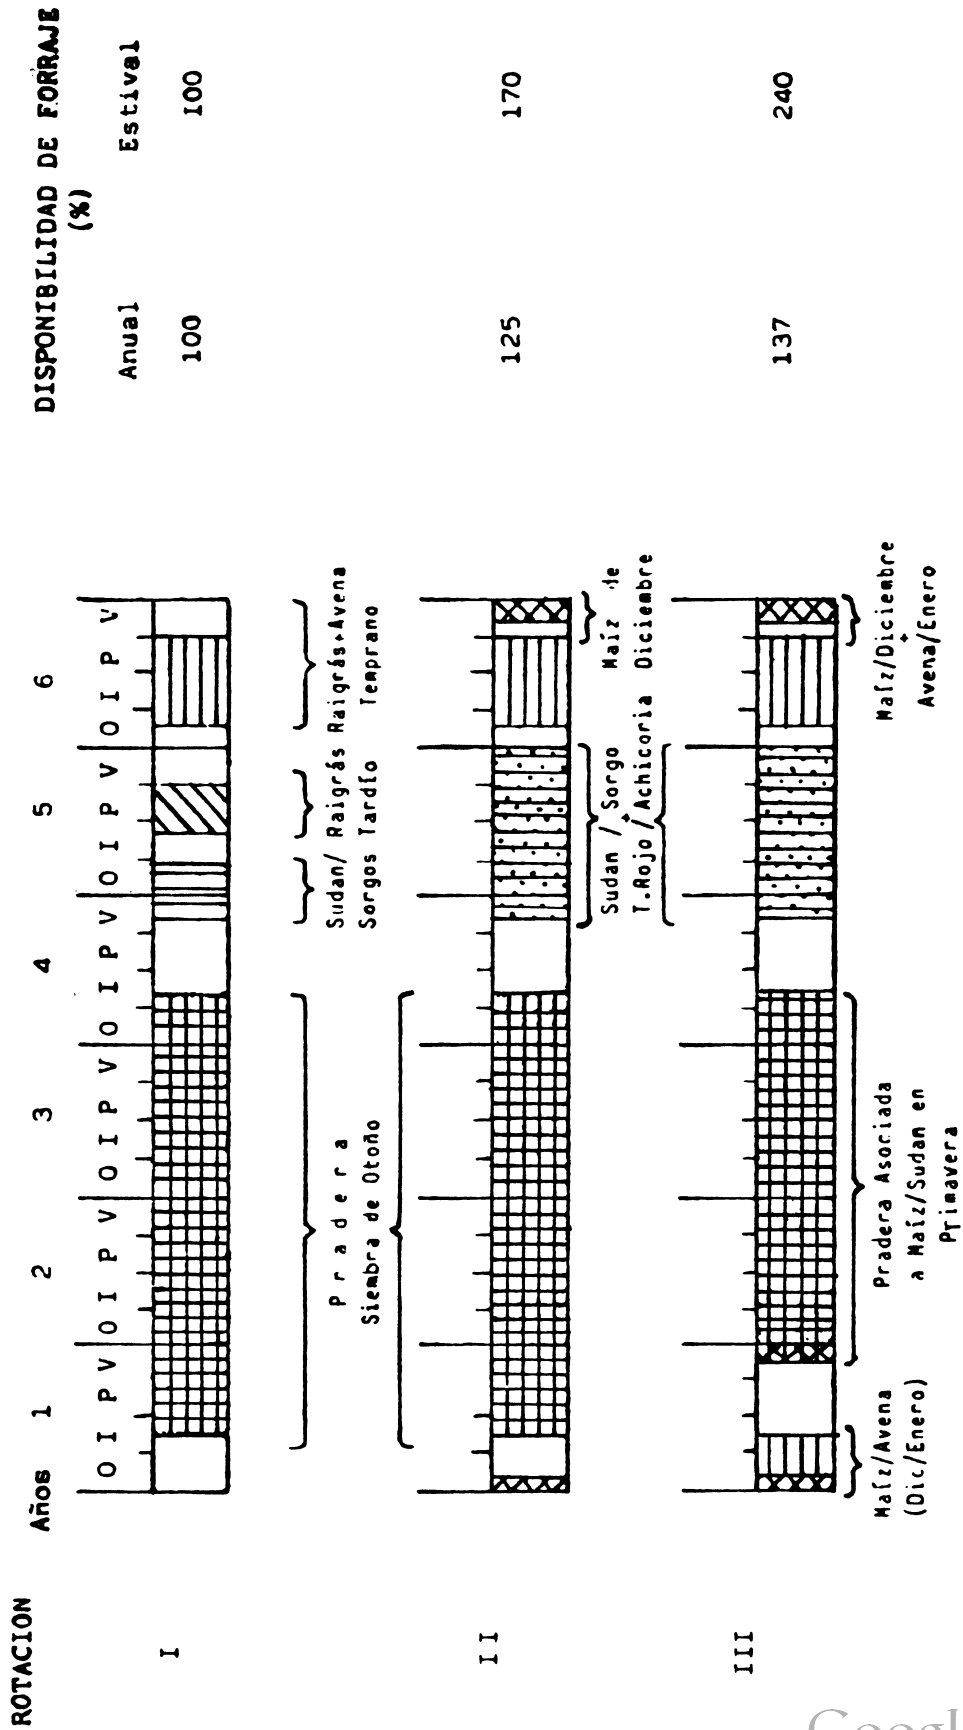 DISPONIBILIDAD DE FORRAJE
(%)
ROTACION Años 1 2 3 4 5 6 Anual Estival
O I P V O I P V O I P V O I P V O I P V O I P V
I 100 100
Pradera
Siembra de Otoño
Sudan/
Sorgos
Raigrás
Tardío
Raigrás+Avena
Temprano
II 125 170
Sudan / Sorgo
+
T.Rojo/Achicoria
Maíz de
Diciembre
III 137 240
Maíz/Avena
(Dic/Enero)
Pradera Asociada
a Maíz/Sudan en
Primavera
Maíz/Diciembre
+
Avena/Enero
Googl